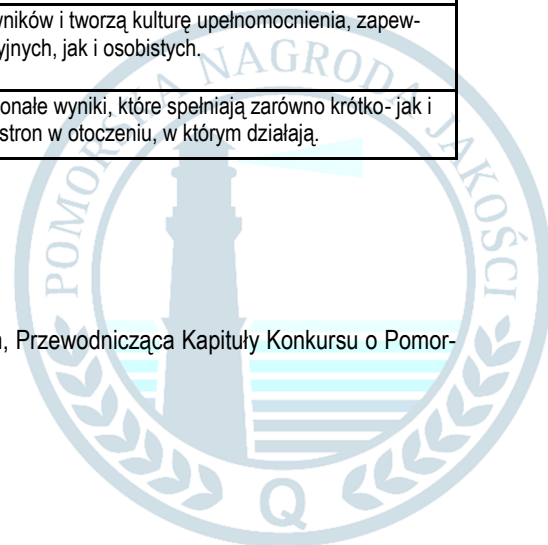 wników i tworzą kulturę upełnomocnienia, zapew-
yjnych, jak i osobistych.
onałe wyniki, które spełniają zarówno krótko- jak i
stron w otoczeniu, w którym działają.
POMORSKA NAGRODA JAKOŚCI
, Przewodnicząca Kapituły Konkursu o Pomor-
Q